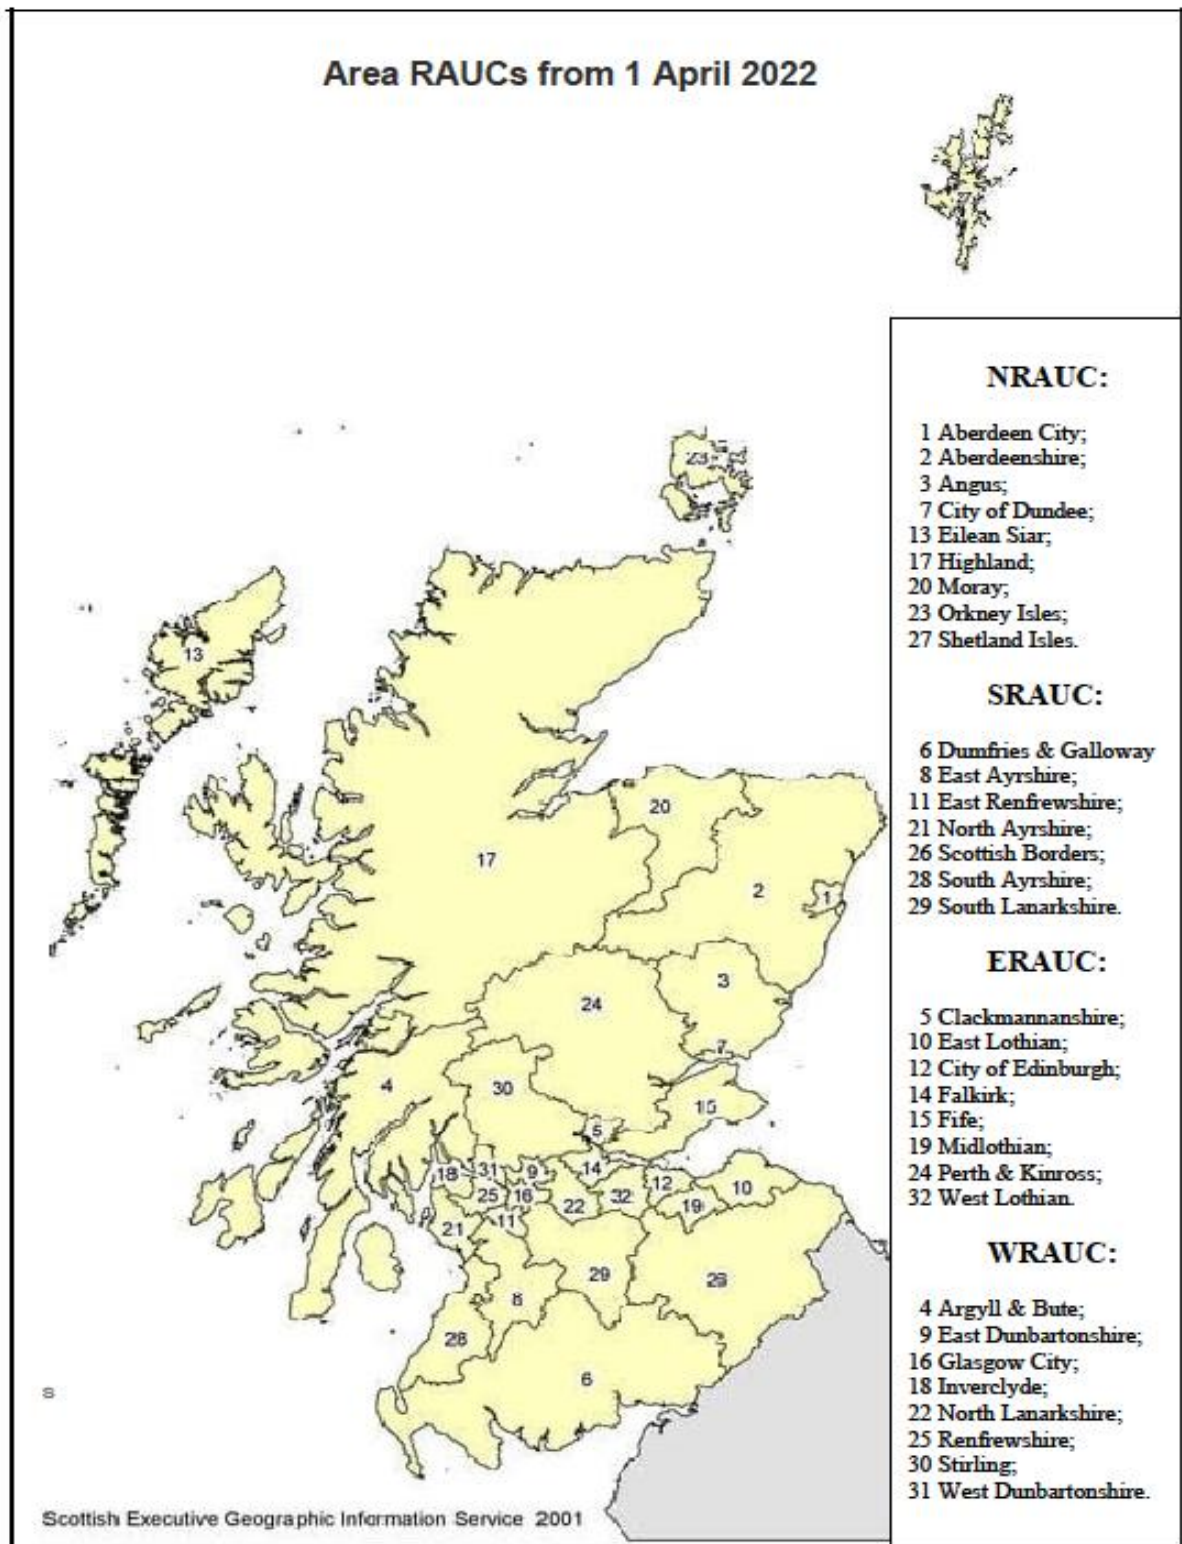 Area RAUCs from 1 April 2022
NRAUC:
1 Aberdeen City;
2 Aberdeenshire;
3 Angus;
7 City of Dundee;
13 Eilean Siar;
17 Highland;
20 Moray;
23 Orkney Isles;
27 Shetland Isles.
SRAUC:
6 Dumfries & Galloway
8 East Ayrshire;
11 East Renfrewshire;
21 North Ayrshire;
26 Scottish Borders;
28 South Ayrshire;
29 South Lanarkshire.
ERAUC:
5 Clackmannanshire;
10 East Lothian;
12 City of Edinburgh;
14 Falkirk;
15 Fife;
19 Midlothian;
24 Perth & Kinross;
32 West Lothian.
WRAUC:
4 Argyll & Bute;
9 East Dunbartonshire;
16 Glasgow City;
18 Inverclyde;
22 North Lanarkshire;
25 Renfrewshire;
30 Stirling;
31 West Dunbartonshire.
23
13
20
17
2
1
3
24
7
4
30
15
5
18
31
9
14
12
10
25
16
22
32
19
21
11
29
26
8
28
6
S
Scottish Executive Geographic Information Service 2001